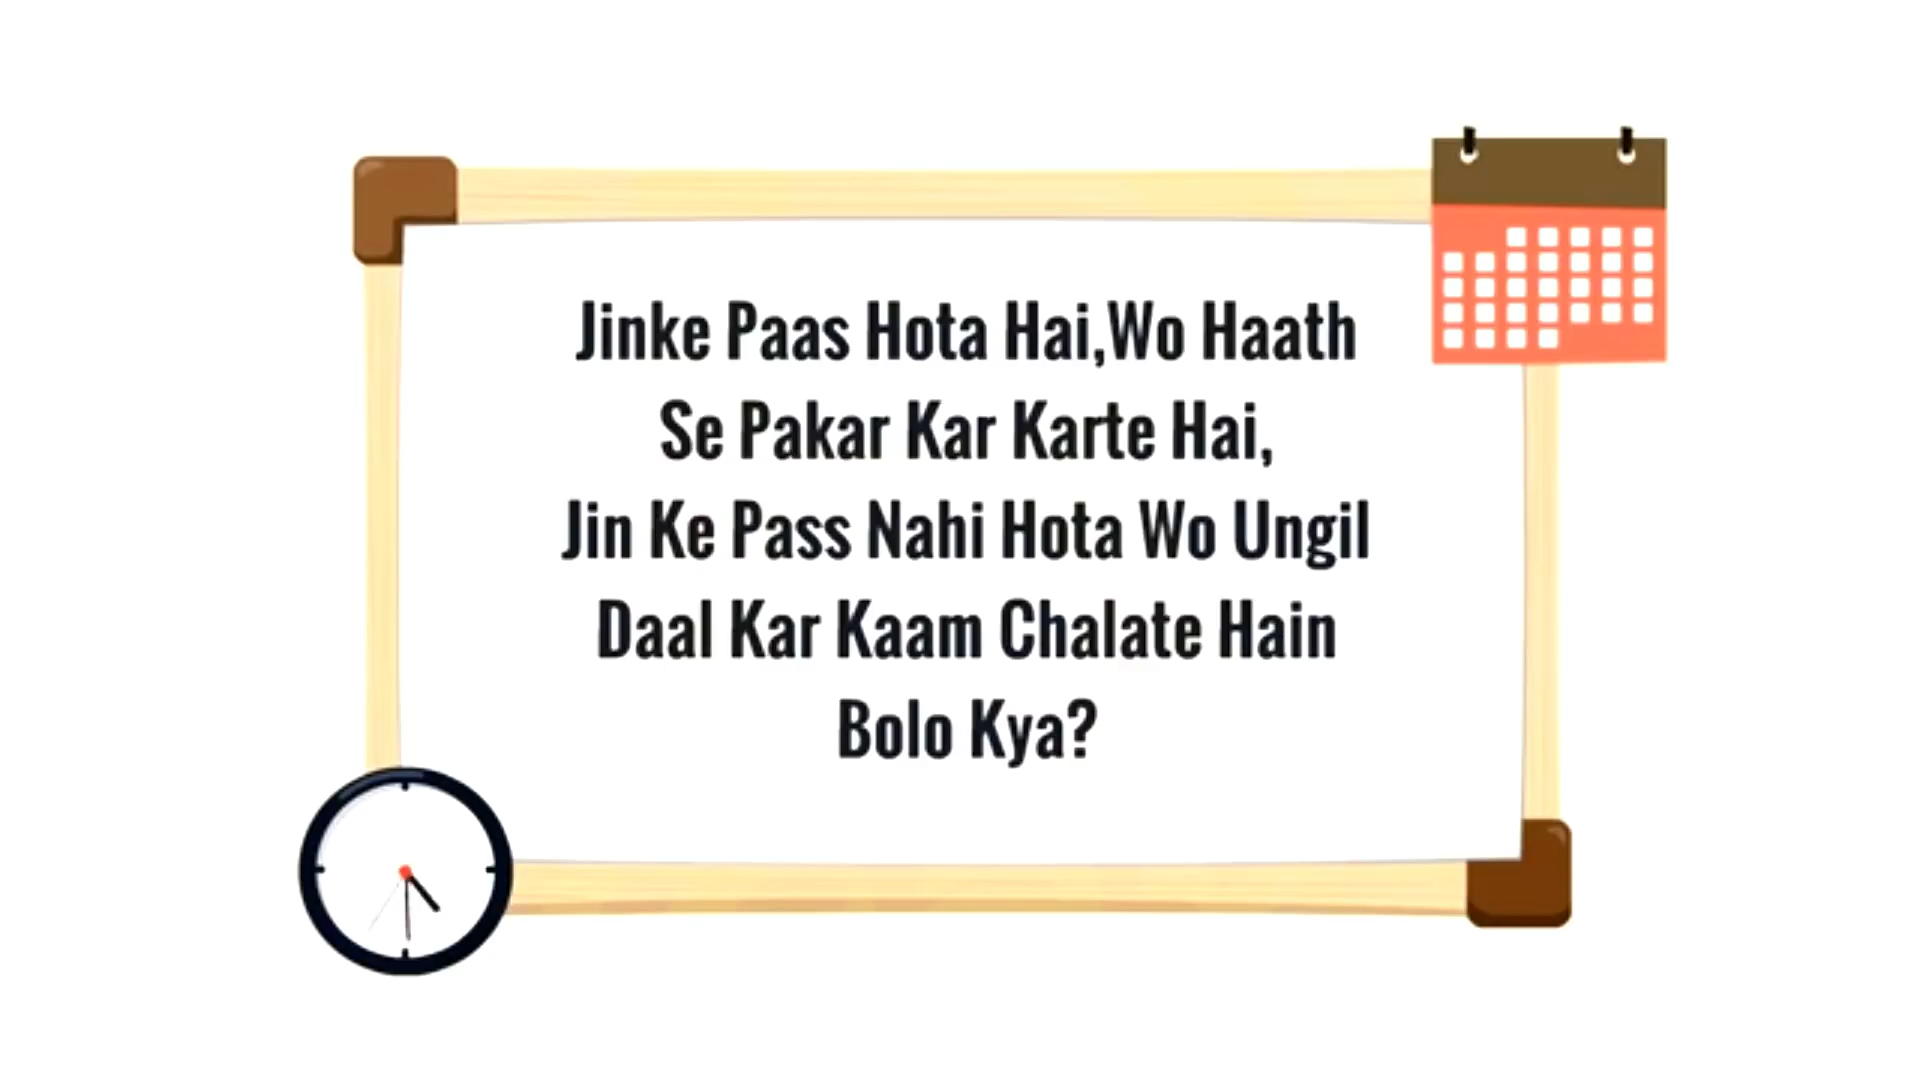 Jinke Paas Hota Hai,Wo Haath
Se Pakar Kar Karte Hai,
Jin Ke Pass Nahi Hota Wo Ungil
Daal Kar Kaam Chalate Hain
Bolo Kya?